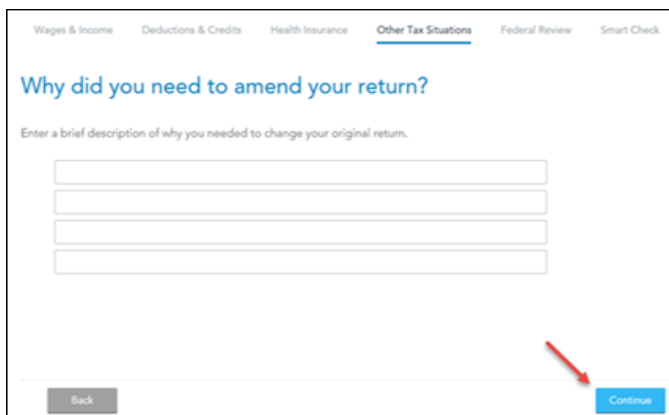 Wages & Income Deductions & Credits Health Insurance Other Tax Situations Federal Review Smart Check
Why did you need to amend your return?
Enter a brief description of why you needed to change your original return.
Back Continue